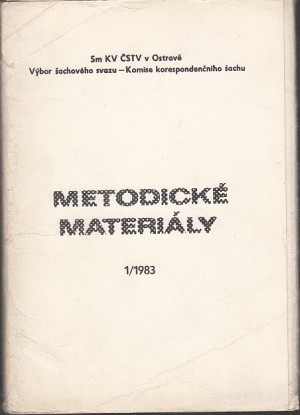 Sm KV ČSTV v Ostravě
Výbor šachového svazu – Komise korespondenčního šachu
METODICKÉ
MATERIÁLY
1/1983